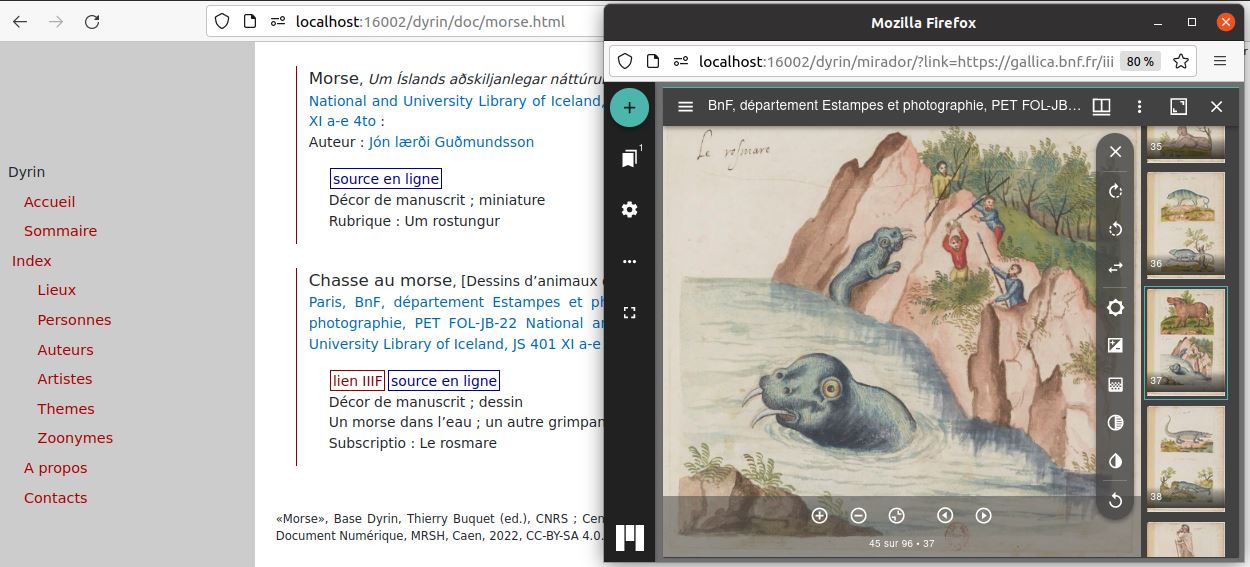 localhost:16002/dyrin/doc/morse.html
Dyrin
Accueil
Sommaire
Index
Lieux
Personnes
Auteurs
Artistes
Themes
Zoonymes
A propos
Contacts
Morse, Um Íslands aðskiljanlegar náttúru
National and University Library of Iceland,
XI a-e 4to :
Auteur : Jón lærði Guðmundsson
source en ligne
Décor de manuscrit ; miniature
Rubrique : Um rostungur
Chasse au morse, [Dessins d’animaux
Paris, BnF, département Estampes et ph
photographie, PET FOL-JB-22 National an
University Library of Iceland, JS 401 XI a-e
lien IIIF source en ligne
Décor de manuscrit ; dessin
Un morse dans l’eau ; un autre grimpan
Subscriptio : Le rosmare
«Morse», Base Dyrin, Thierry Buquet (ed.), CNRS ; Cen
Document Numérique, MRSH, Caen, 2022, CC-BY-SA 4.0.
Mozilla Firefox
localhost:16002/dyrin/mirador/?link=https://gallica.bnf.fr/iii
80 %
1
BnF, département Estampes et photographie, PET FOL-JB…
Le rosmare
35
36
37
38
45 sur 96 • 37